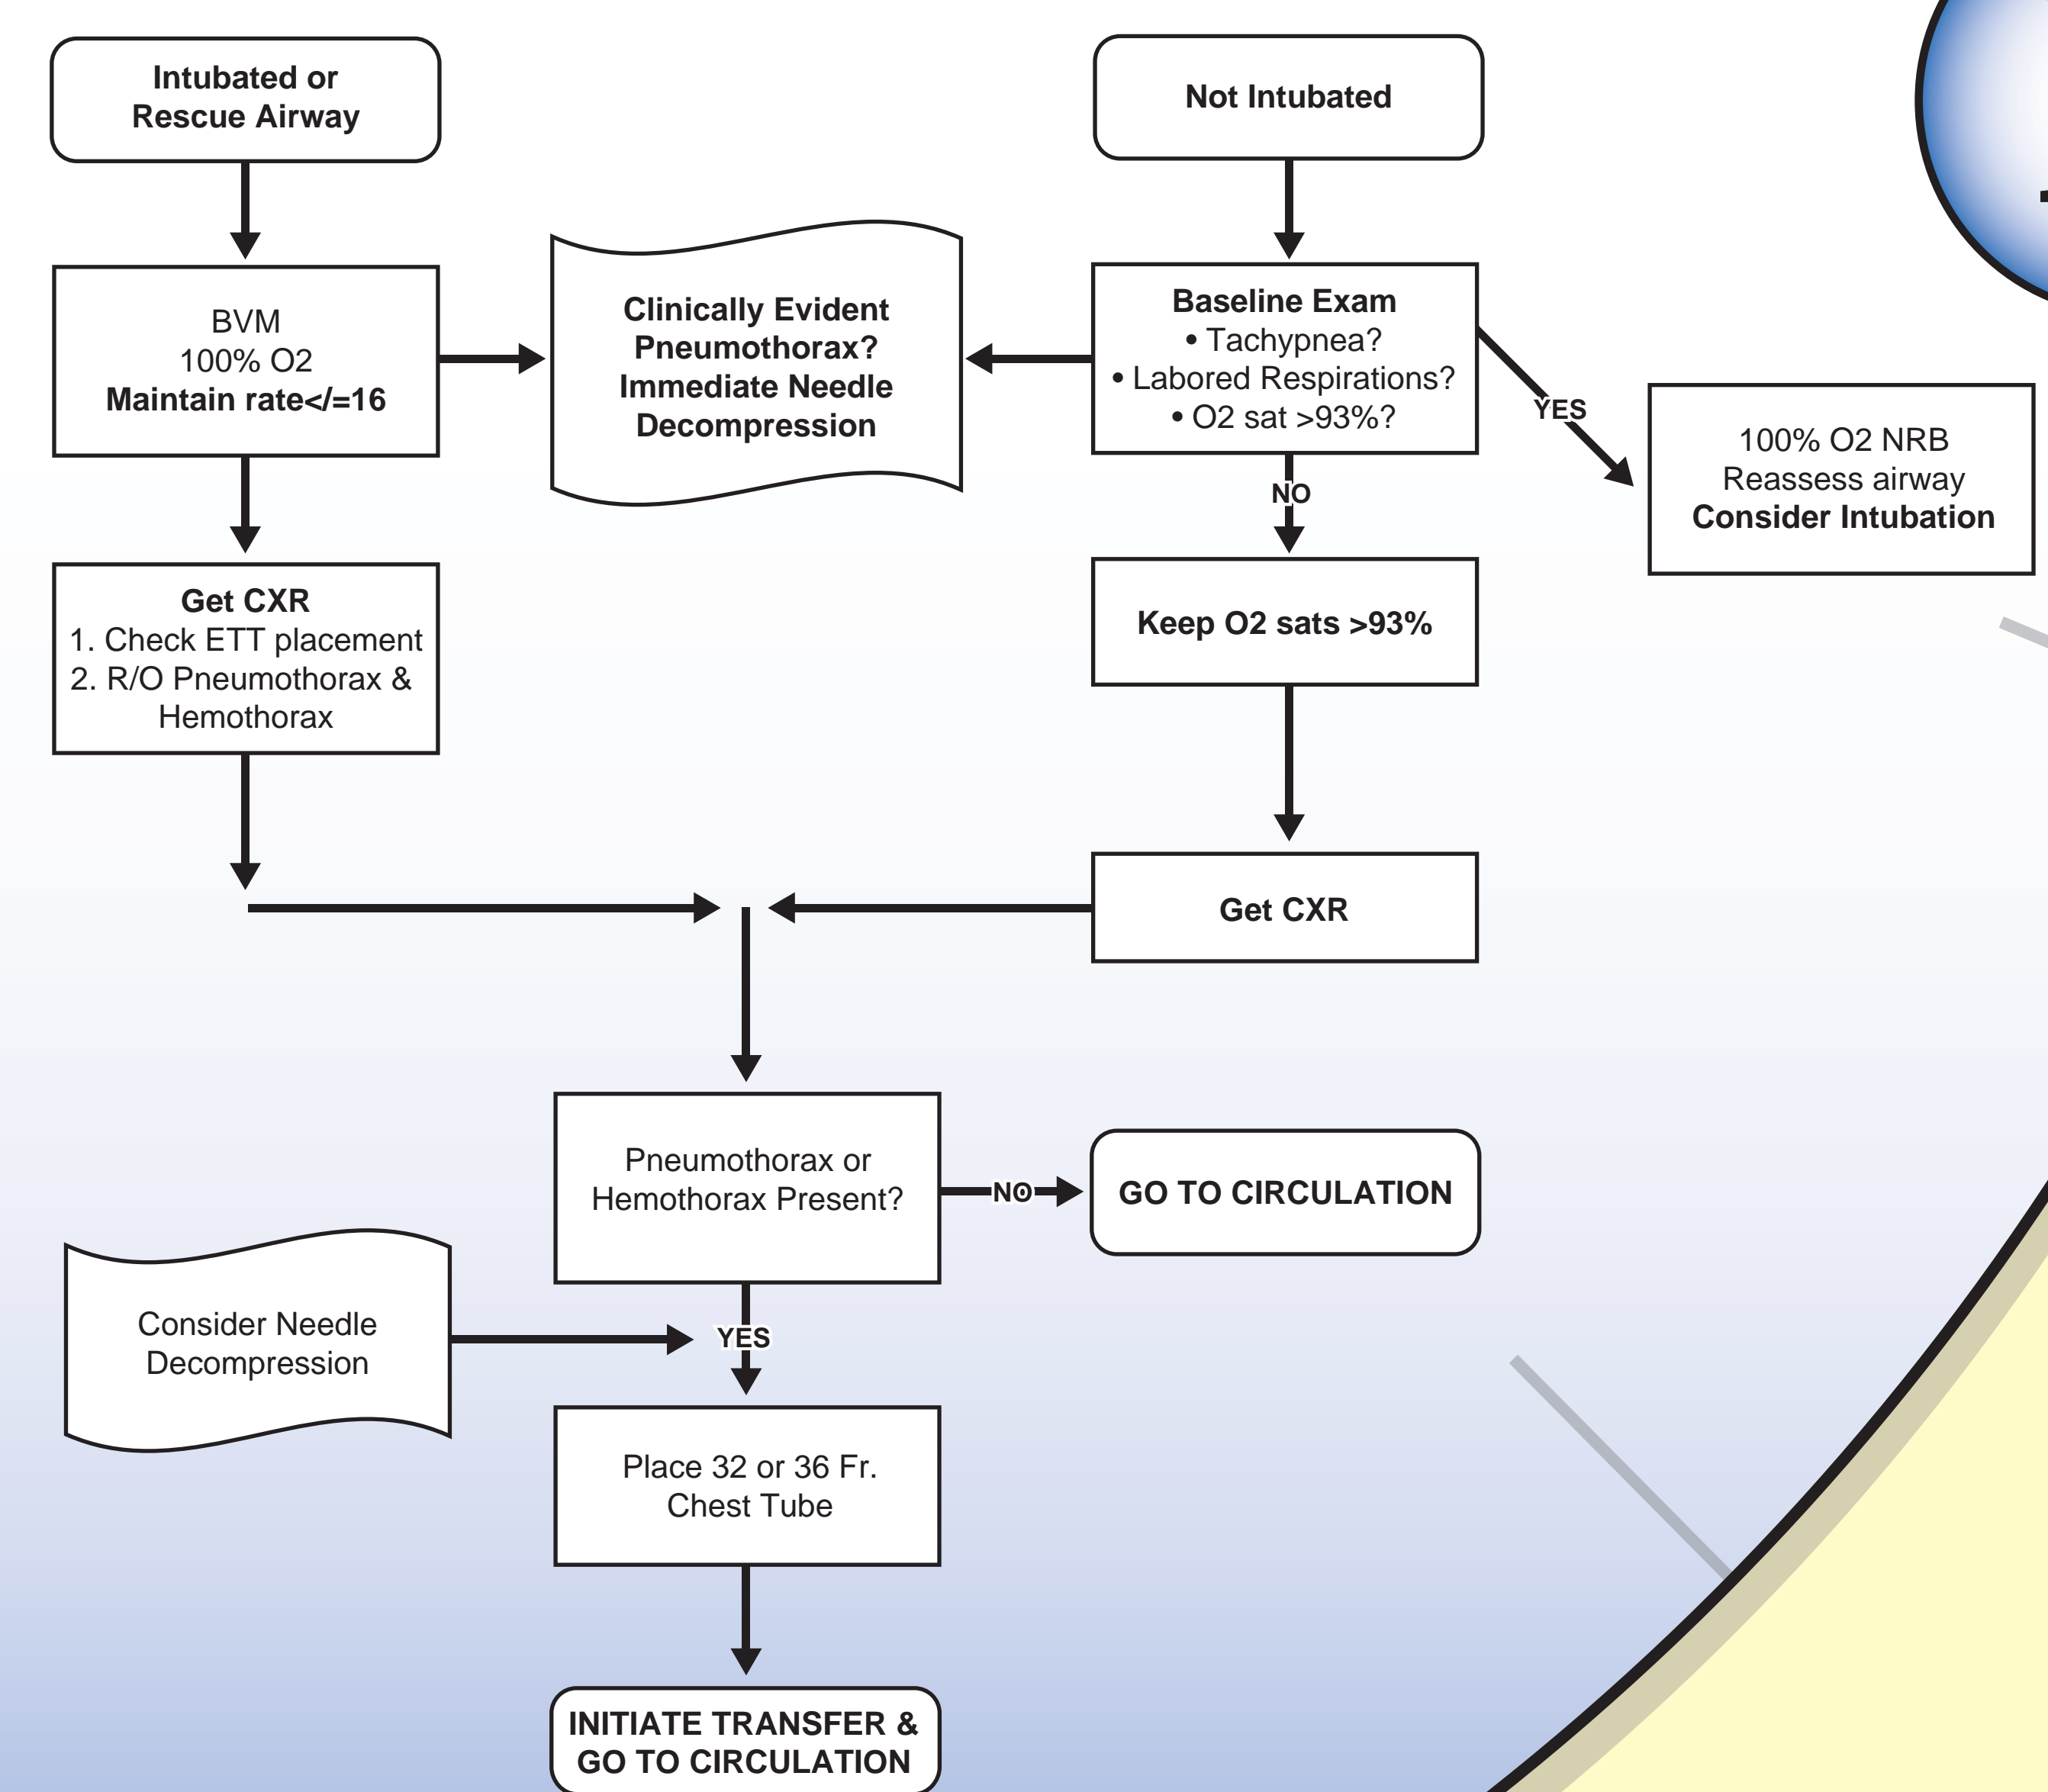 Intubated or
Rescue Airway
Not Intubated
BVM
100% O2
Maintain rate</=16
Clinically Evident
Pneumothorax?
Immediate Needle
Decompression
Baseline Exam
• Tachypnea?
• Labored Respirations?
• O2 sat >93%?
YES
100% O2 NRB
Reassess airway
Consider Intubation
NO
Get CXR
1. Check ETT placement
2. R/O Pneumothorax &
Hemothorax
Keep O2 sats >93%
Get CXR
Pneumothorax or
Hemothorax Present?
NO
GO TO CIRCULATION
Consider Needle
Decompression
YES
Place 32 or 36 Fr.
Chest Tube
INITIATE TRANSFER &
GO TO CIRCULATION